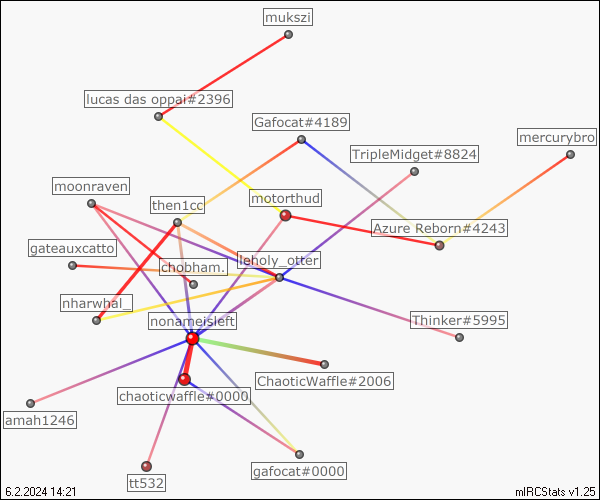 mukszi
lucas das oppai#2396
Gafocat#4189
mercurybro
TripleMidget#8824
moonraven
then1cc
motorthud
Azure Reborn#4243
gateauxcatto
leholy_otter
chobham.
nharwhal_
nonameisleft
Thinker#5995
ChaoticWaffle#2006
chaoticwaffle#0000
amah1246
gafocat#0000
tt532
6.2.2024 14:21
mIRCStats v1.25